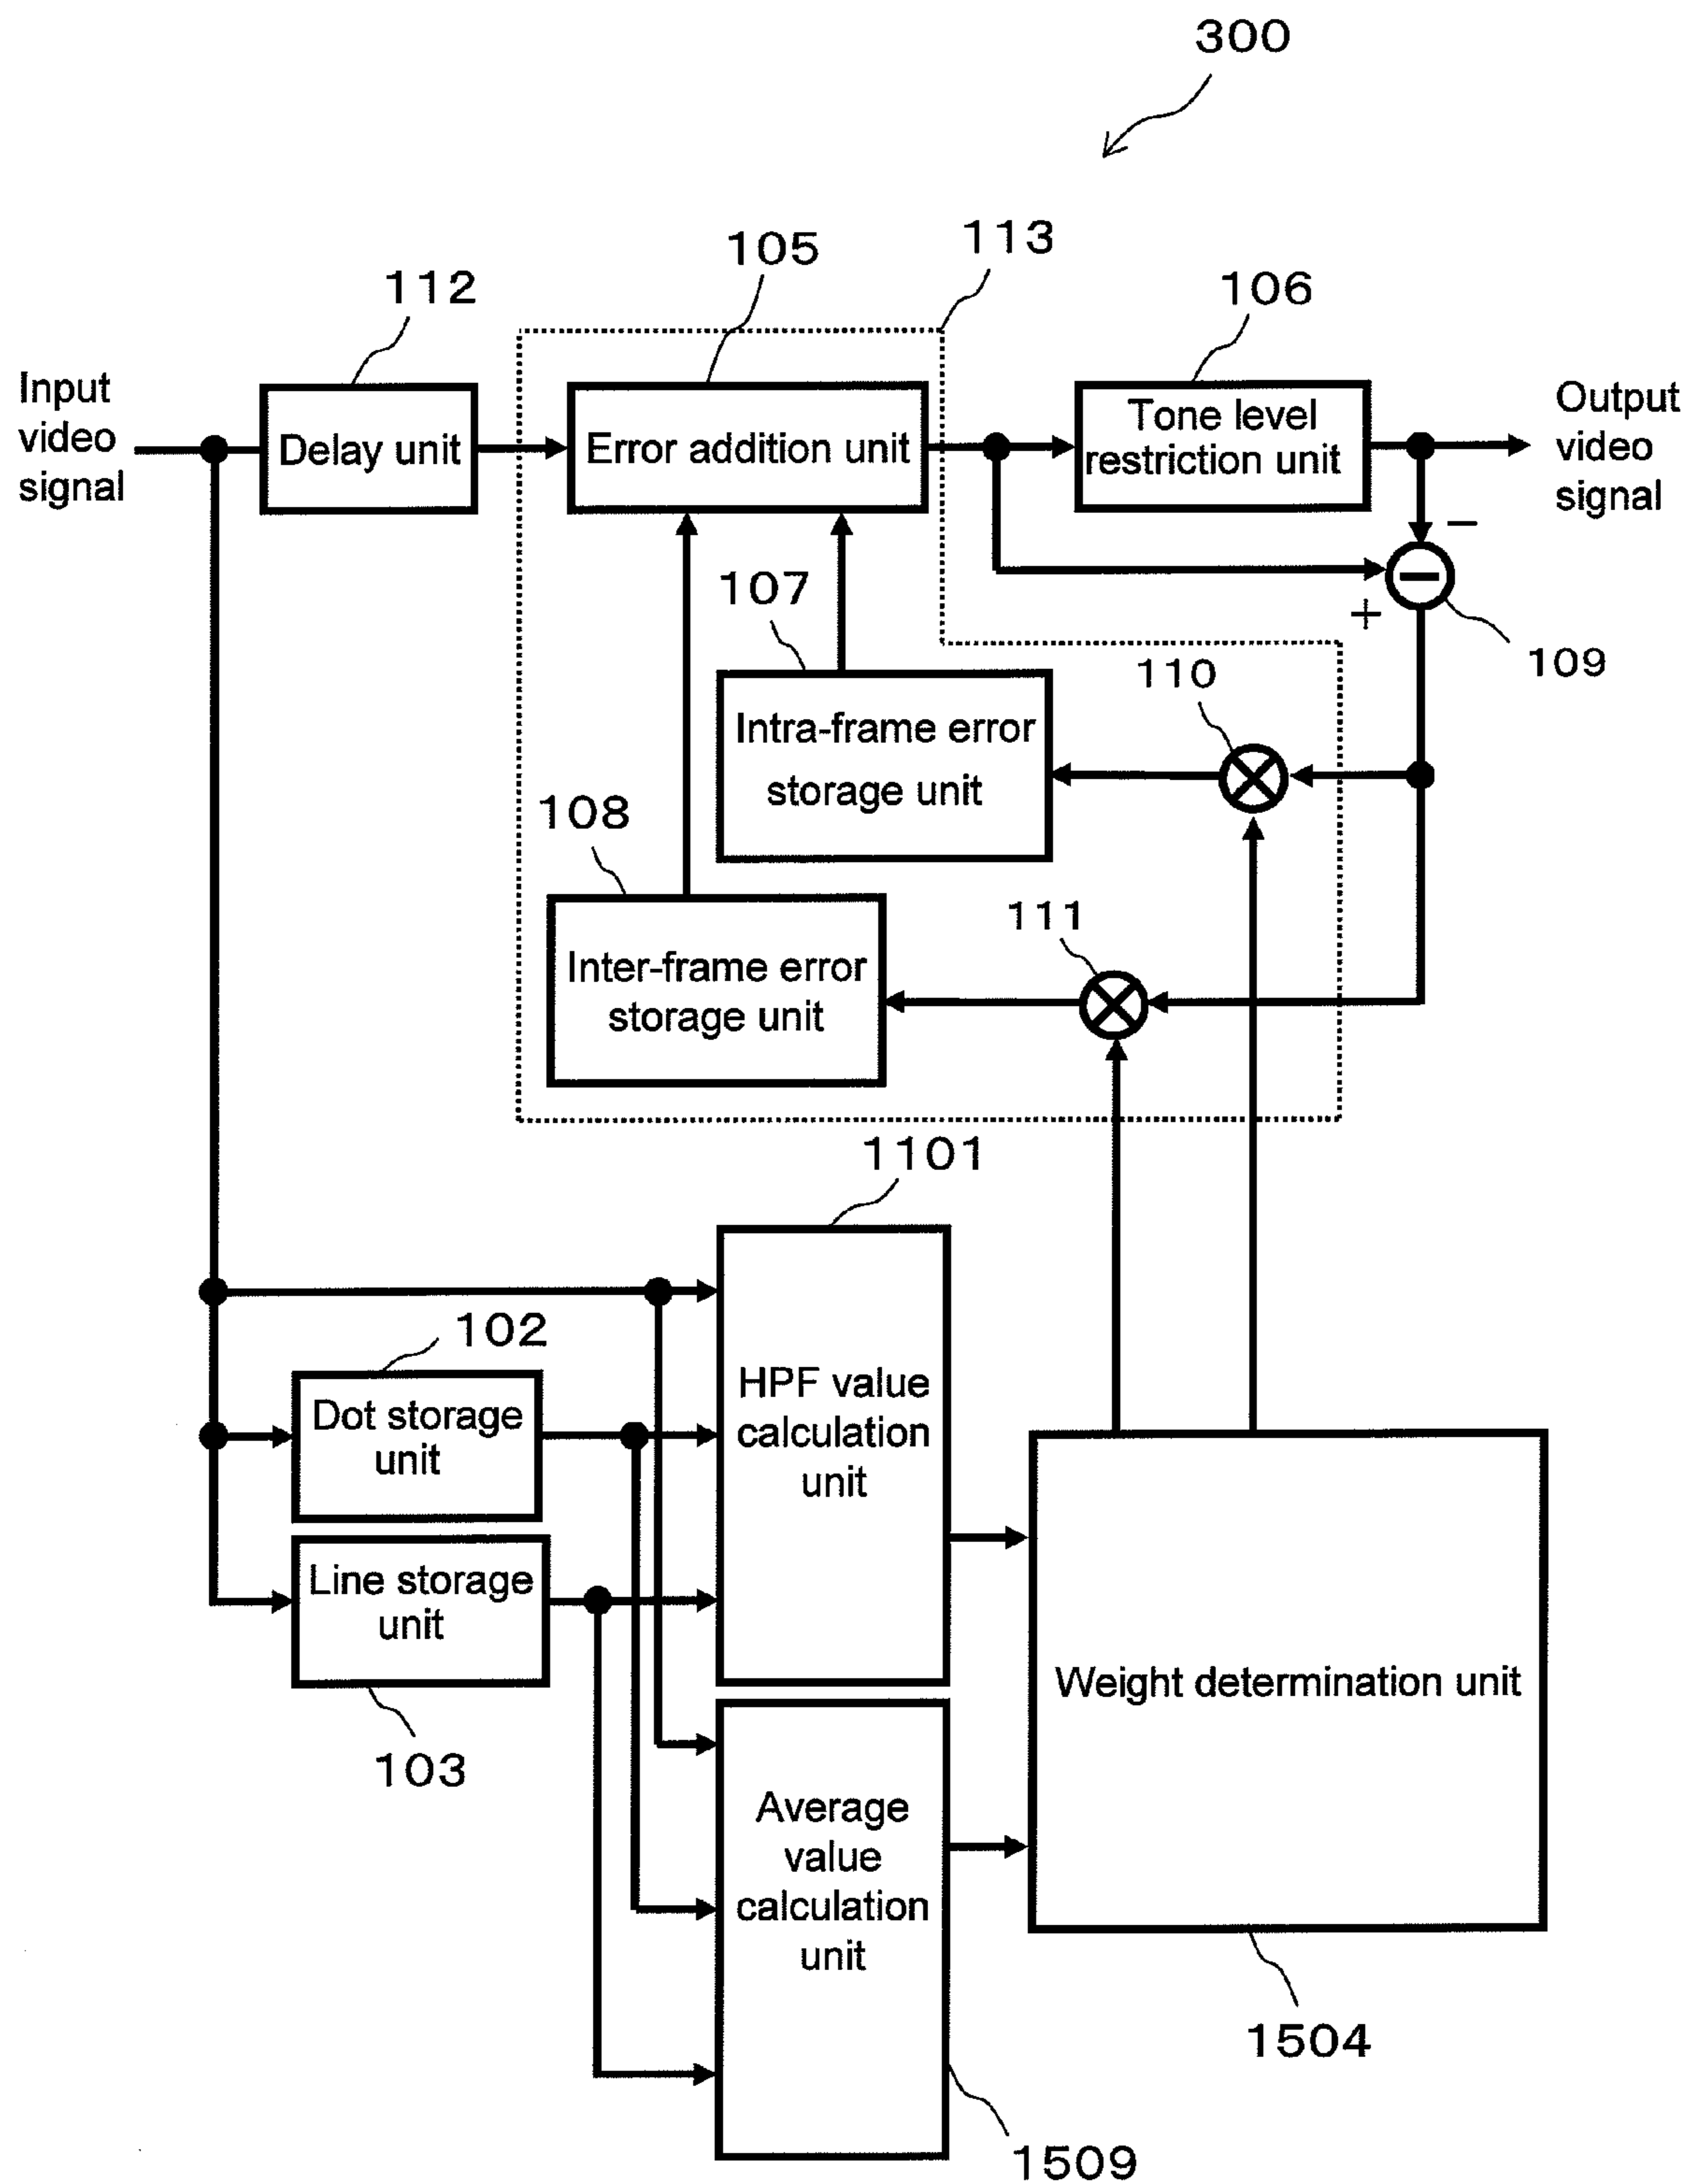 300
113
105
112
106
Input
video
signal
Delay unit
Error addition unit
Tone level
restriction unit
Output
video
signal
−
+
109
107
110
Intra-frame error
storage unit
108
111
Inter-frame error
storage unit
1101
102
HPF value
calculation
unit
Dot storage
unit
Line storage
unit
103
Weight determination unit
Average
value
calculation
unit
1504
1509